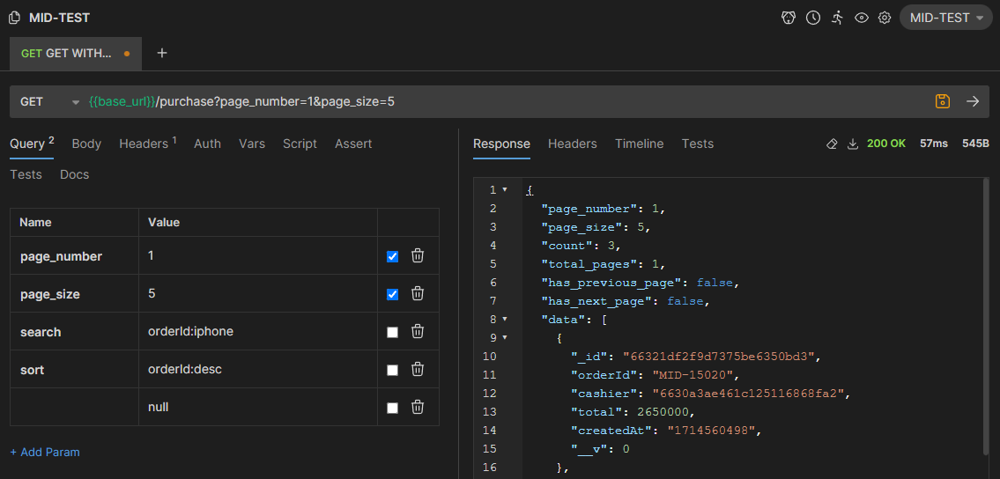 MID-TEST
MID-TEST
GET GET WITH...
+
GET {{base_url}}/purchase?page_number=1&page_size=5
Query 2 Body Headers 1 Auth Vars Script Assert
Tests Docs
Name Value
page_number 1
page_size 5
search orderId:iphone
sort orderId:desc
null
+ Add Param
Response Headers Timeline Tests 200 OK 57ms 545B
1 {
2 "page_number": 1,
3 "page_size": 5,
4 "count": 3,
5 "total_pages": 1,
6 "has_previous_page": false,
7 "has_next_page": false,
8 "data": [
9 {
10 "_id": "66321df2f9d7375be6350bd3",
11 "orderId": "MID-15020",
12 "cashier": "6630a3ae461c125116868fa2",
13 "total": 2650000,
14 "createdAt": "1714560498",
15 "__v": 0
16 },